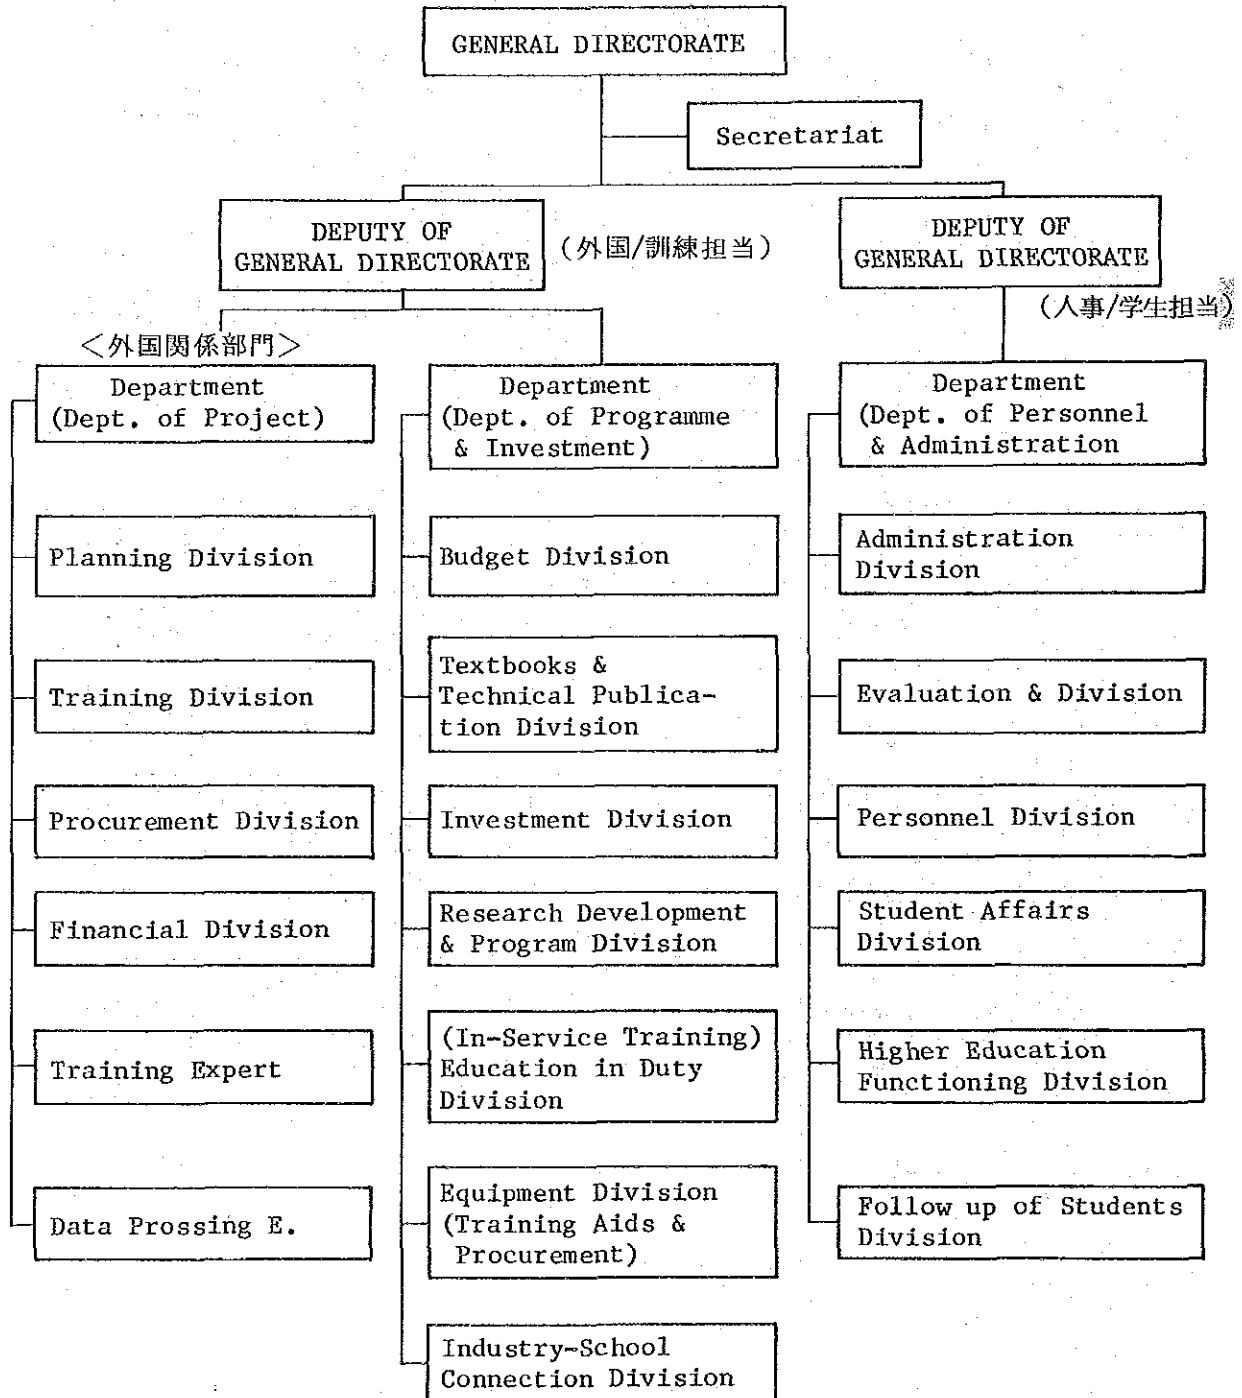 GENERAL DIRECTORATE
Secretariat
DEPUTY OF
GENERAL DIRECTORATE
(外国/訓練担当)
DEPUTY OF
GENERAL DIRECTORATE
(人事/学生担当)
＜外国関係部門＞
Department
(Dept. of Project)
Planning Division
Training Division
Procurement Division
Financial Division
Training Expert
Data Prossing E.
Department
(Dept. of Programme
& Investment)
Budget Division
Textbooks &
Technical Publica-
tion Division
Investment Division
Research Development
& Program Division
(In-Service Training)
Education in Duty
Division
Equipment Division
(Training Aids &
Procurement)
Industry-School
Connection Division
Department
(Dept. of Personnel
& Administration
Administration
Division
Evaluation & Division
Personnel Division
Student Affairs
Division
Higher Education
Functioning Division
Follow up of Students
Division